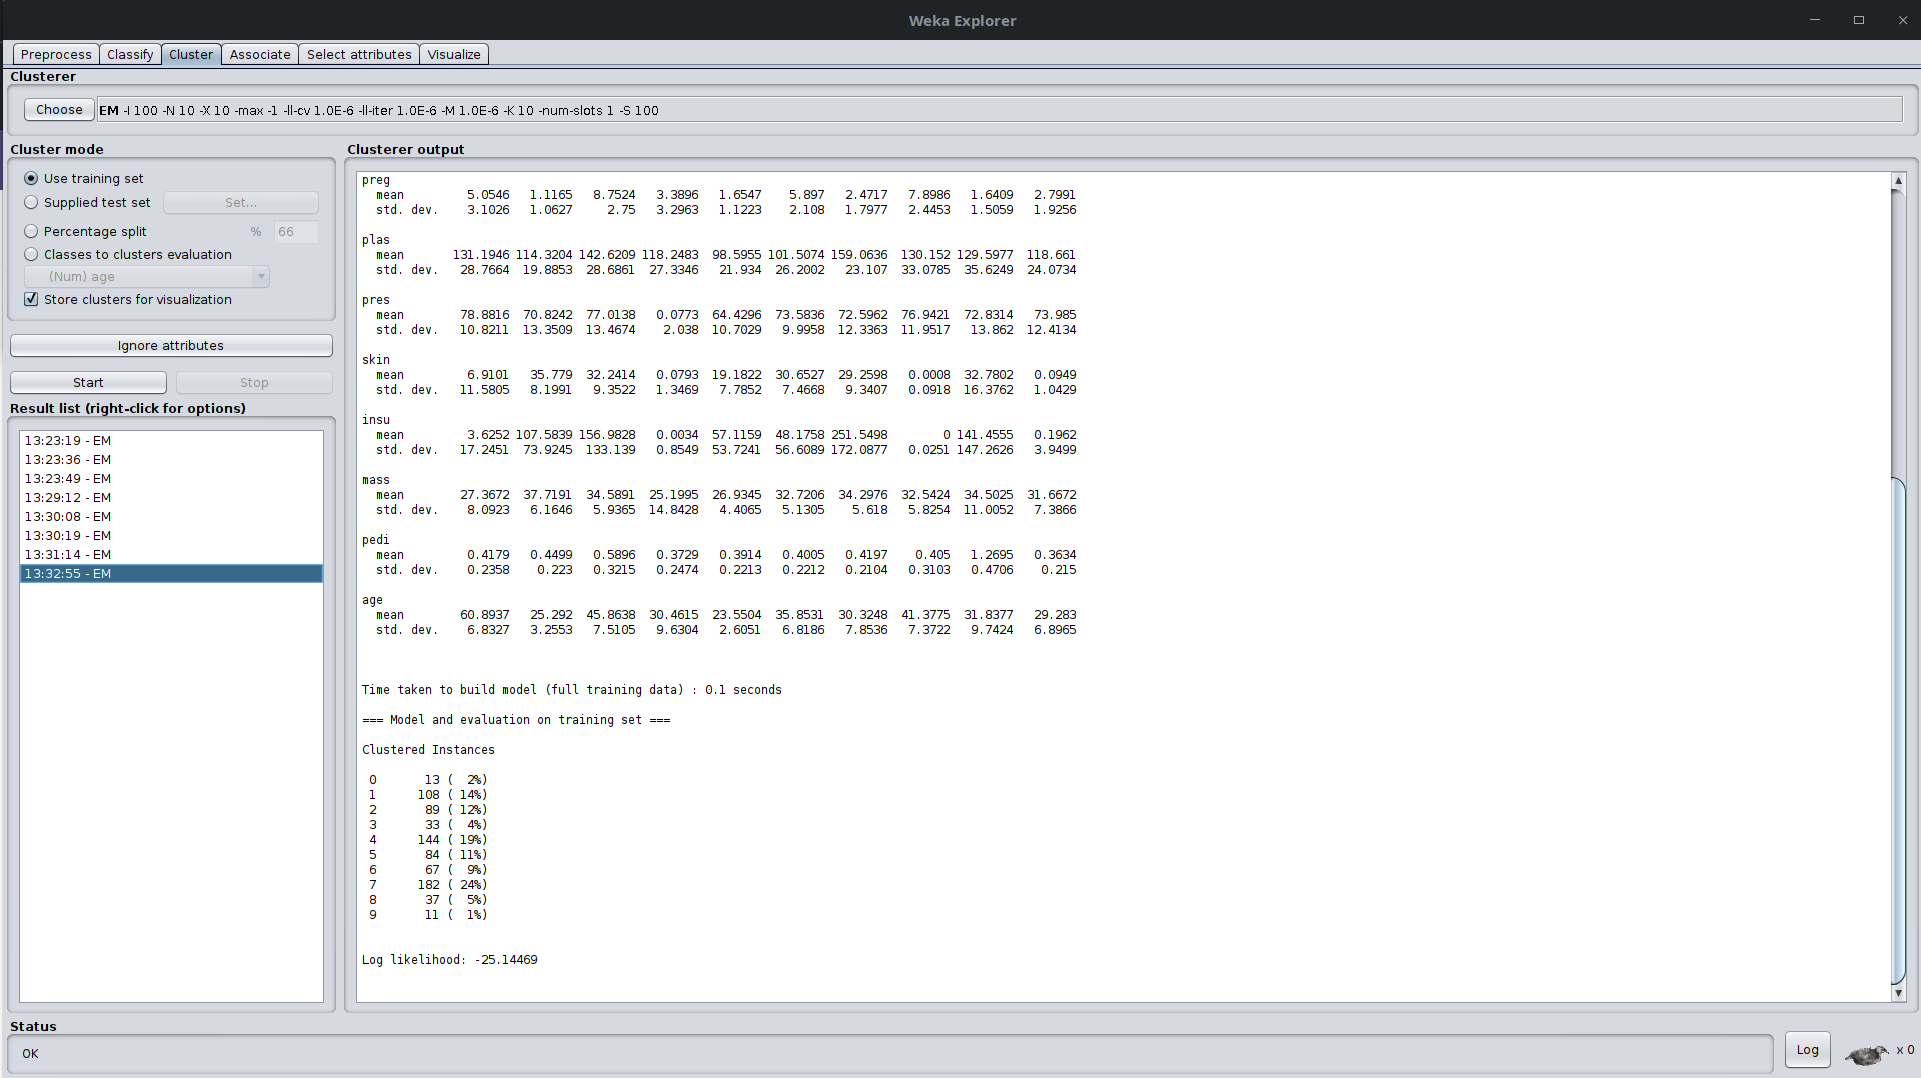 Weka Explorer
Preprocess Classify Cluster Associate Select attributes Visualize
Clusterer
Choose EM -I 100 -N 10 -X 10 -max -1 -ll-cv 1.0E-6 -ll-iter 1.0E-6 -M 1.0E-6 -K 10 -num-slots 1 -S 100
Cluster mode
Use training set
Supplied test set Set...
Percentage split % 66
Classes to clusters evaluation
(Num) age
Store clusters for visualization
Ignore attributes
Start Stop
Result list (right-click for options)
13:23:19 - EM
13:23:36 - EM
13:23:49 - EM
13:29:12 - EM
13:30:08 - EM
13:30:19 - EM
13:31:14 - EM
13:32:55 - EM
Clusterer output
preg
mean 5.0546 1.1165 8.7524 3.3896 1.6547 5.897 2.4717 7.8986 1.6409 2.7991
std. dev. 3.1026 1.0627 2.75 3.2963 1.1223 2.108 1.7977 2.4453 1.5059 1.9256
plas
mean 131.1946 114.3204 142.6209 118.2483 98.5955 101.5074 159.0636 130.152 129.5977 118.661
std. dev. 28.7664 19.8853 28.6861 27.3346 21.934 26.2002 23.107 33.0785 35.6249 24.0734
pres
mean 78.8816 70.8242 77.0138 0.0773 64.4296 73.5836 72.5962 76.9421 72.8314 73.985
std. dev. 10.8211 13.3509 13.4674 2.038 10.7029 9.9958 12.3363 11.9517 13.862 12.4134
skin
mean 6.9101 35.779 32.2414 0.0793 19.1822 30.6527 29.2598 0.0008 32.7802 0.0949
std. dev. 11.5805 8.1991 9.3522 1.3469 7.7852 7.4668 9.3407 0.0918 16.3762 1.0429
insu
mean 3.6252 107.5839 156.9828 0.0034 57.1159 48.1758 251.5498 0 141.4555 0.1962
std. dev. 17.2451 73.9245 133.139 0.8549 53.7241 56.6089 172.0877 0.0251 147.2626 3.9499
mass
mean 27.3672 37.7191 34.5891 25.1995 26.9345 32.7206 34.2976 32.5424 34.5025 31.6672
std. dev. 8.0923 6.1646 5.9365 14.8428 4.4065 5.1305 5.618 5.8254 11.0052 7.3866
pedi
mean 0.4179 0.4499 0.5896 0.3729 0.3914 0.4005 0.4197 0.405 1.2695 0.3634
std. dev. 0.2358 0.223 0.3215 0.2474 0.2213 0.2212 0.2104 0.3103 0.4706 0.215
age
mean 60.8937 25.292 45.8638 30.4615 23.5504 35.8531 30.3248 41.3775 31.8377 29.283
std. dev. 6.8327 3.2553 7.5105 9.6304 2.6051 6.8186 7.8536 7.3722 9.7424 6.8965
Time taken to build model (full training data) : 0.1 seconds
=== Model and evaluation on training set ===
Clustered Instances
0 13 ( 2%)
1 108 ( 14%)
2 89 ( 12%)
3 33 ( 4%)
4 144 ( 19%)
5 84 ( 11%)
6 67 ( 9%)
7 182 ( 24%)
8 37 ( 5%)
9 11 ( 1%)
Log likelihood: -25.14469
Status
OK
Log
x 0